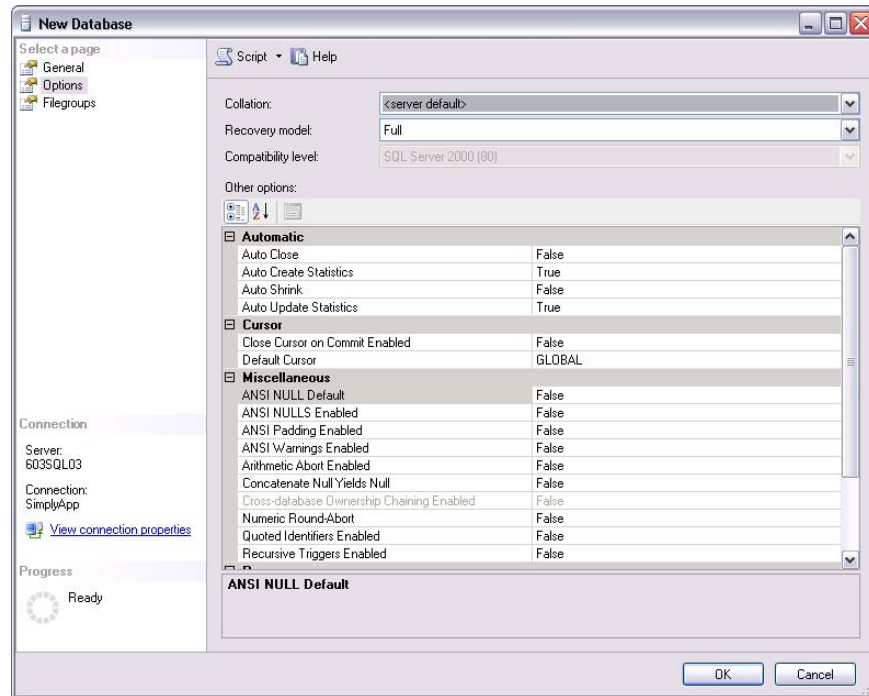 New Database
Select a page
General
Options
Filegroups
Script
Help
Collation: <server default>
Recovery model: Full
Compatibility level: SQL Server 2000 (80)
Other options:
Automatic
Auto Close False
Auto Create Statistics True
Auto Shrink False
Auto Update Statistics True
Cursor
Close Cursor on Commit Enabled False
Default Cursor GLOBAL
Miscellaneous
ANSI NULL Default False
ANSI NULLS Enabled False
ANSI Padding Enabled False
ANSI Warnings Enabled False
Arithmetic Abort Enabled False
Concatenate Null Yields Null False
Cross-database Ownership Chaining Enabled False
Numeric Round-Abort False
Quoted Identifiers Enabled False
Recursive Triggers Enabled False
ANSI NULL Default
Connection
Server:
603SQL03
Connection:
SimplyApp
View connection properties
Progress
Ready
OK
Cancel